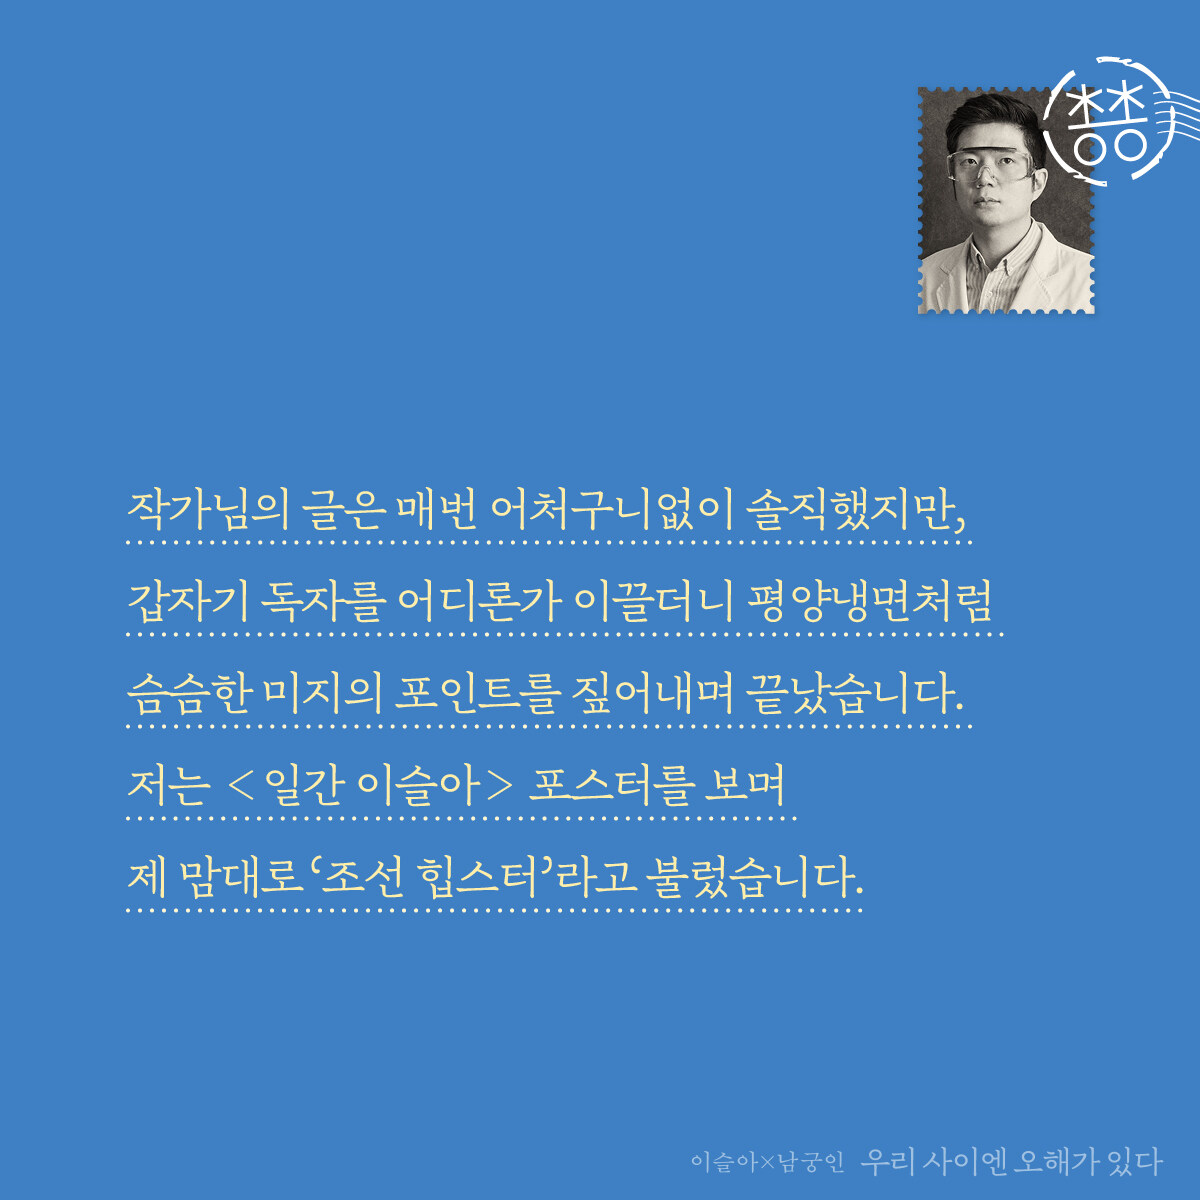 작가님의 글은 매번 어처구니없이 솔직했지만,
갑자기 독자를 어디론가 이끌더니 평양냉면처럼
슴슴한 미지의 포인트를 짚어내며 끝났습니다.
저는 <일간 이슬아> 포스터를 보며
제 맘대로 ‘조선 힙스터’라고 불렀습니다.
이슬아×남궁인 우리 사이엔 오해가 있다